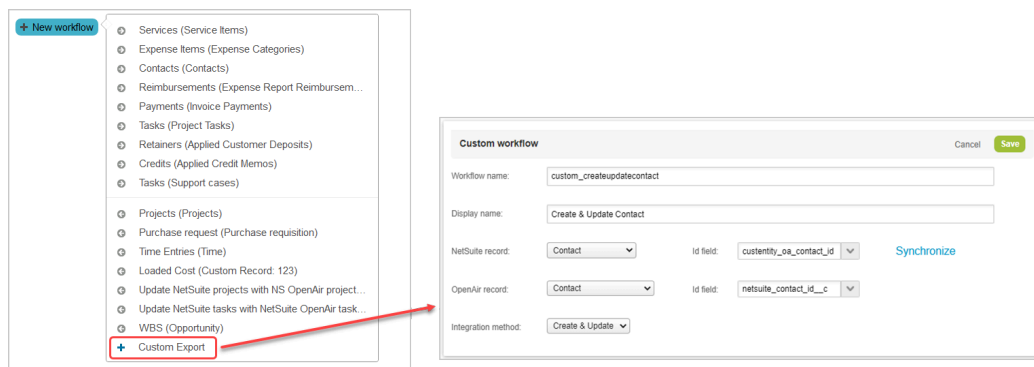 + New workflow
Services (Service Items)
Expense Items (Expense Categories)
Contacts (Contacts)
Reimbursements (Expense Report Reimbursem...
Payments (Invoice Payments)
Tasks (Project Tasks)
Retainers (Applied Customer Deposits)
Credits (Applied Credit Memos)
Tasks (Support cases)
Projects (Projects)
Purchase request (Purchase requisition)
Time Entries (Time)
Loaded Cost (Custom Record: 123)
Update NetSuite projects with NS OpenAir project...
Update NetSuite tasks with NetSuite OpenAir task...
WBS (Opportunity)
+ Custom Export
Custom workflow Cancel Save
Workflow name: custom_createupdatecontact
Display name: Create & Update Contact
NetSuite record: Contact Id field: custentity_oa_contact_id Synchronize
OpenAir record: Contact Id field: netsuite_contact_id__c
Integration method: Create & Update